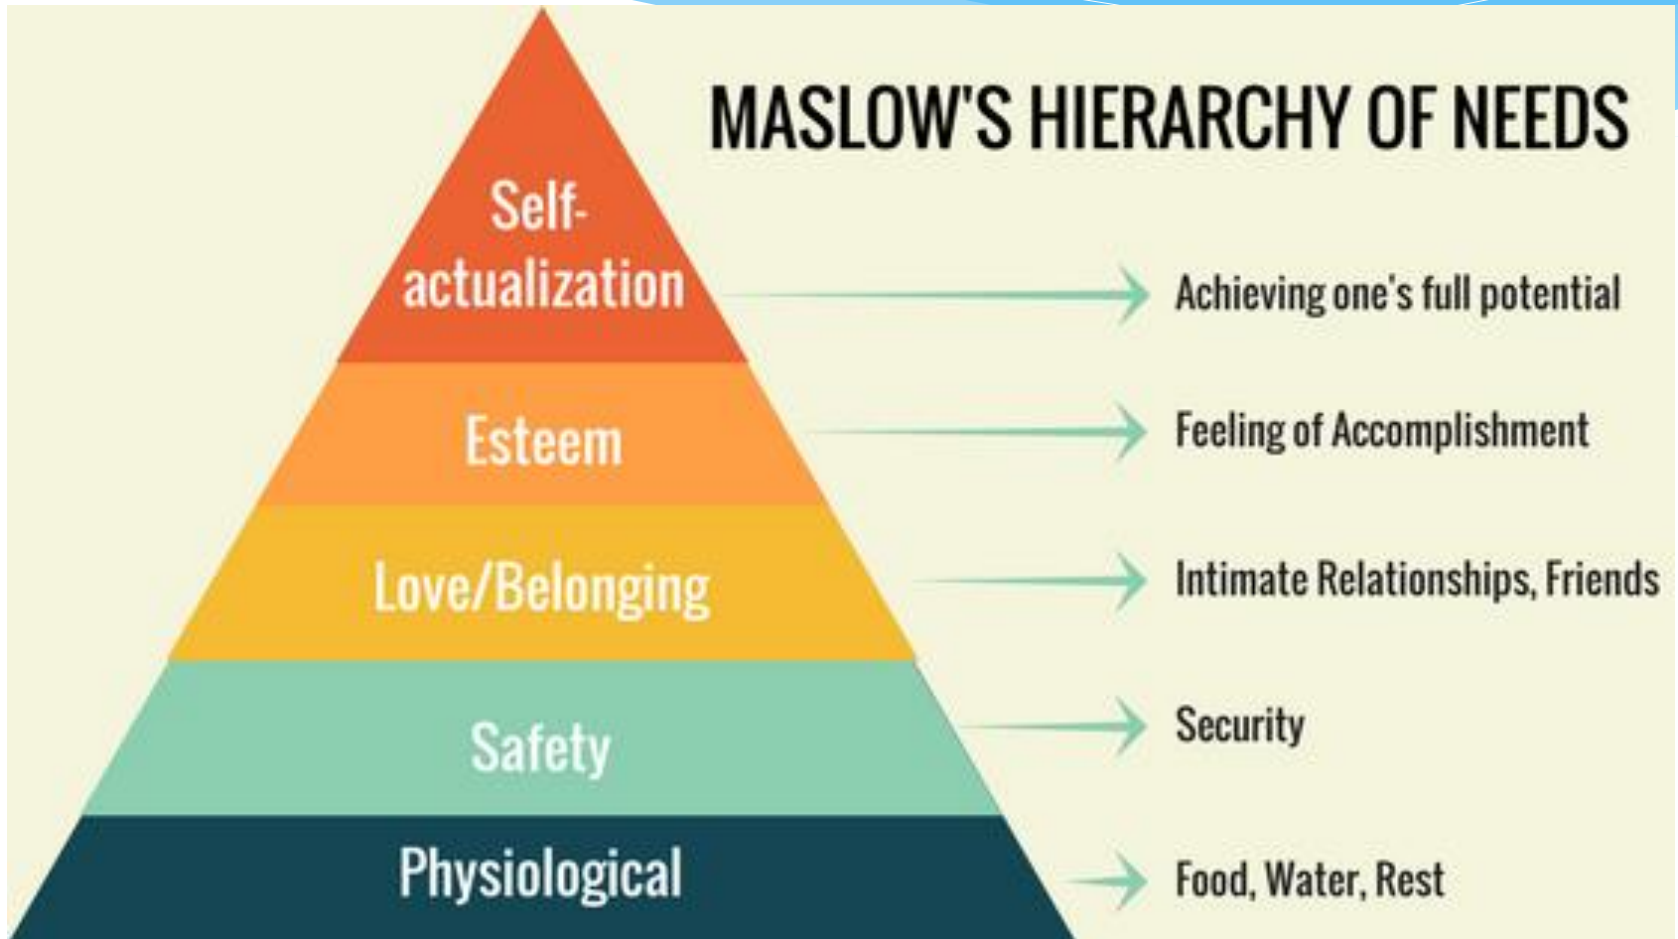 MASLOW'S HIERARCHY OF NEEDS
Self-
actualization
Achieving one's full potential
Esteem
Feeling of Accomplishment
Love/Belonging
Intimate Relationships, Friends
Safety
Security
Physiological
Food, Water, Rest